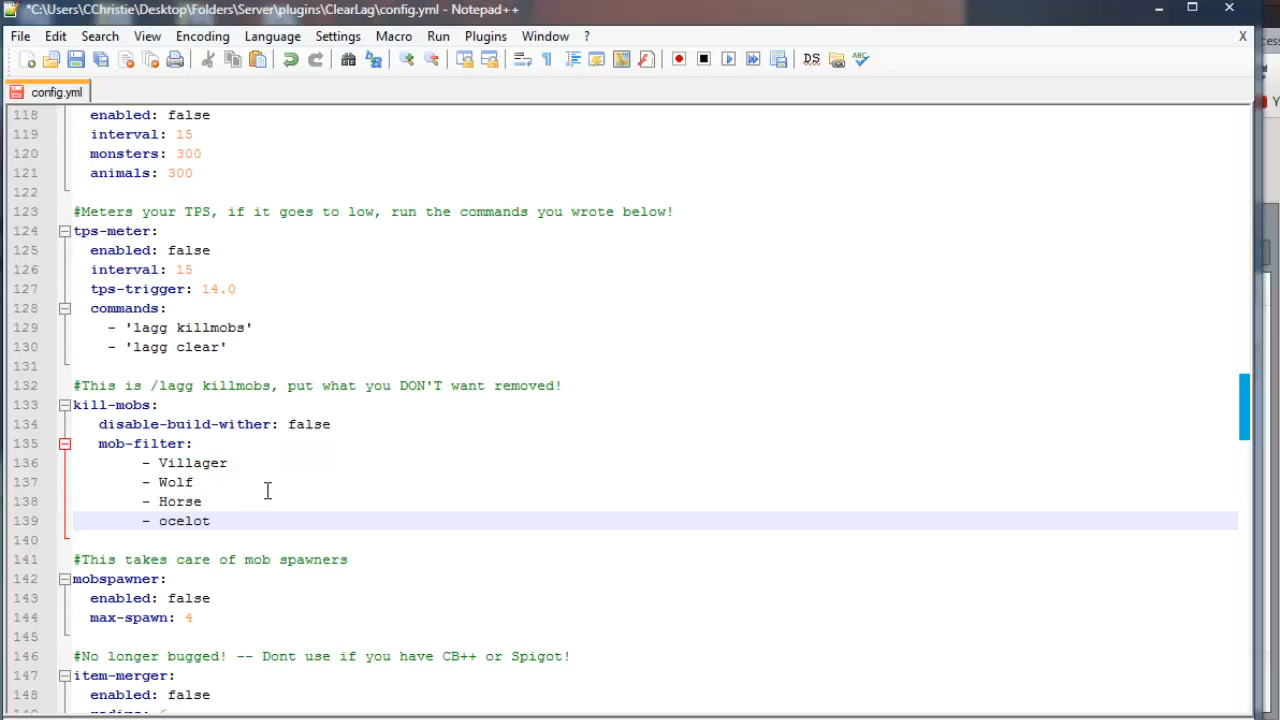 *C:\Users\CChristie\Desktop\Folders\Server\plugins\ClearLag\config.yml - Notepad++
File Edit Search View Encoding Language Settings Macro Run Plugins Window ? X
config.yml
118 enabled: false
119 interval: 15
120 monsters: 300
121 animals: 300
122
123 #Meters your TPS, if it goes to low, run the commands you wrote below!
124 tps-meter:
125 enabled: false
126 interval: 15
127 tps-trigger: 14.0
128 commands:
129 - 'lagg killmobs'
130 - 'lagg clear'
131
132 #This is /lagg killmobs, put what you DON'T want removed!
133 kill-mobs:
134 disable-build-wither: false
135 mob-filter:
136 - Villager
137 - Wolf
138 - Horse
139 - ocelot
140
141 #This takes care of mob spawners
142 mobspawner:
143 enabled: false
144 max-spawn: 4
145
146 #No longer bugged! -- Dont use if you have CB++ or Spigot!
147 item-merger:
148 enabled: false